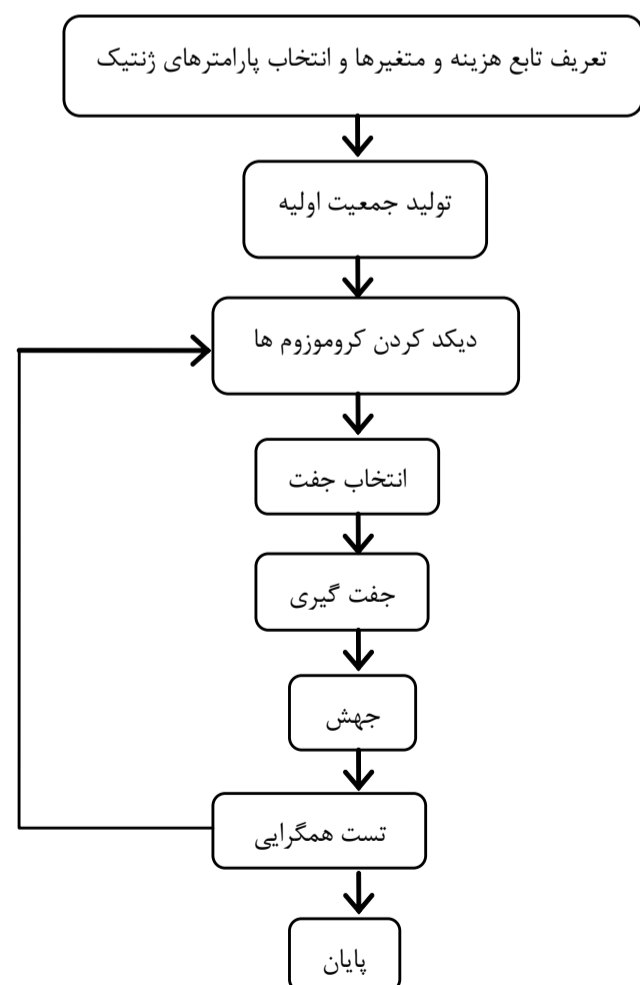 تعریف تابع هزینه و متغیرها و انتخاب پارامترهای ژنتیک
تولید جمعیت اولیه
دیکد کردن کروموزوم ها
انتخاب جفت
جفت گیری
جهش
تست همگرایی
پایان